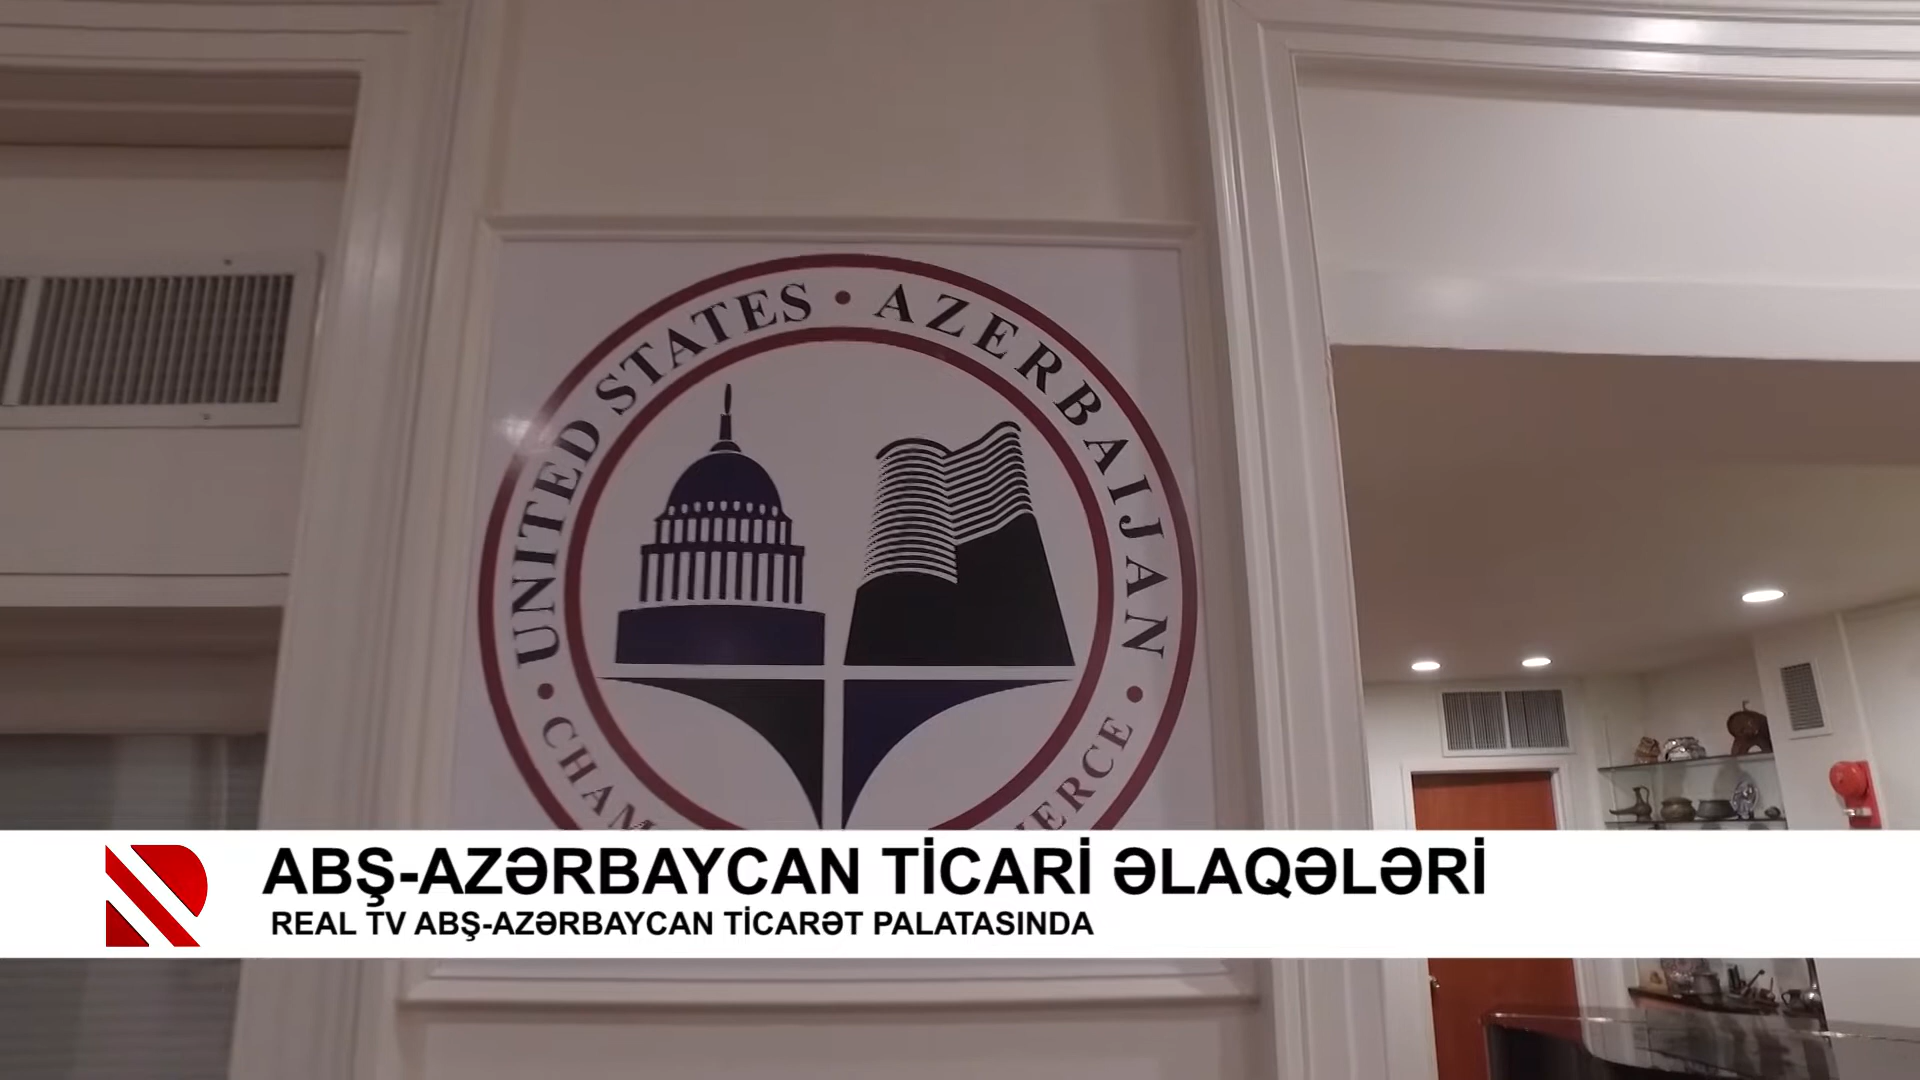 UNITED STATES • AZERBAIJAN
ABŞ-AZƏRBAYCAN TİCARİ ƏLAQƏLƏRİ
REAL TV ABŞ-AZƏRBAYCAN TİCARƏT PALATASINDA